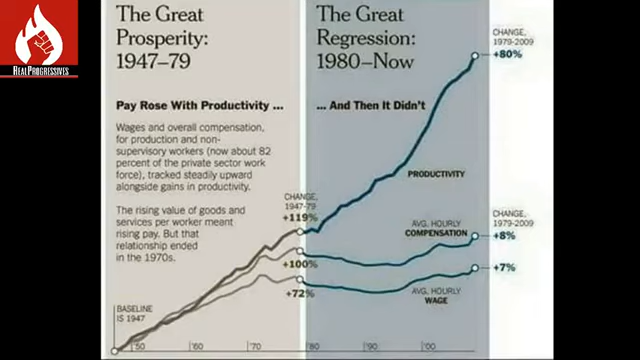 REALPROGRESSIVES
The Great
Prosperity:
1947–79
Pay Rose With Productivity ...
Wages and overall compensation,
for production and non-
supervisory workers (now about 82
percent of the private sector work
force), tracked steadily upward
alongside gains in productivity.
The rising value of goods and
services per worker meant
rising pay. But that
relationship ended
in the 1970s.
The Great
Regression:
1980–Now
... And Then It Didn't
CHANGE,
1979-2009
+80%
PRODUCTIVITY
CHANGE,
1947-79
+119%
+100%
+72%
AVG. HOURLY
COMPENSATION
CHANGE,
1979-2009
+8%
+7%
AVG. HOURLY
WAGE
BASELINE
IS 1947
'50
'60
'70
'80
'90
'00